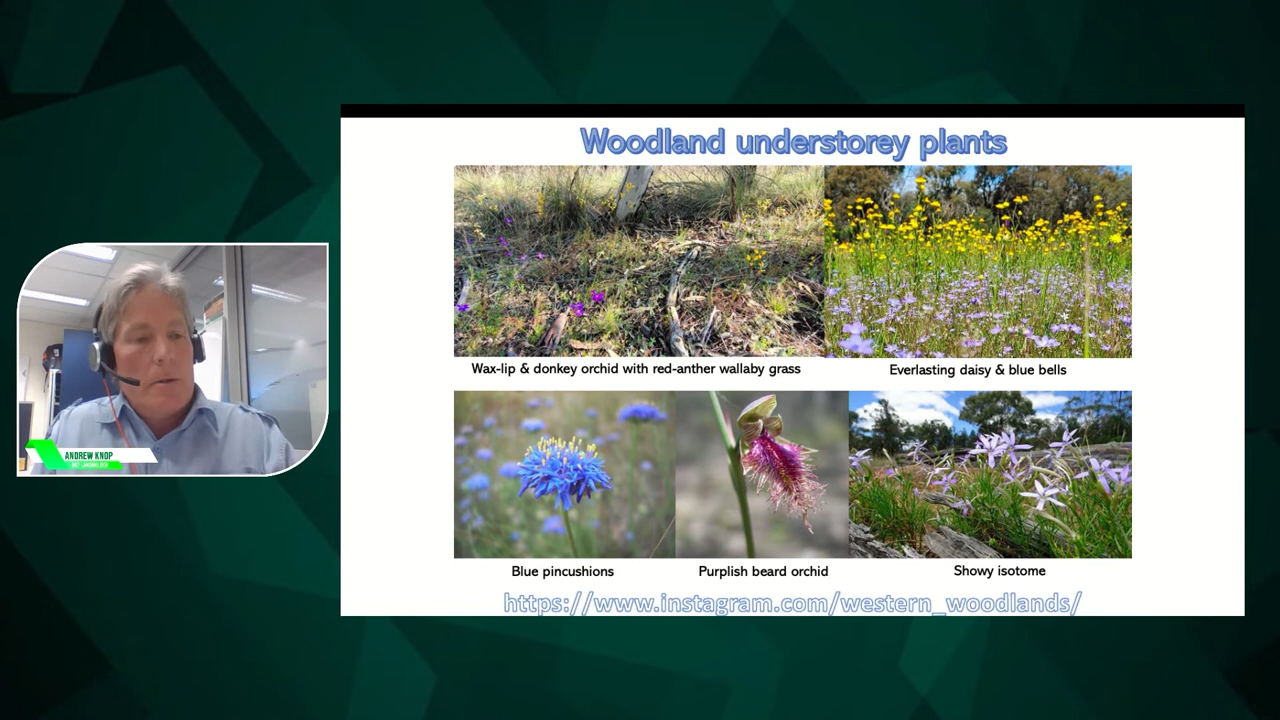 Woodland understorey plants
Wax-lip & donkey orchid with red-anther wallaby grass
Everlasting daisy & blue bells
Blue pincushions
Purplish beard orchid
Showy isotome
https://www.instagram.com/western_woodlands/
ANDREW KNOP